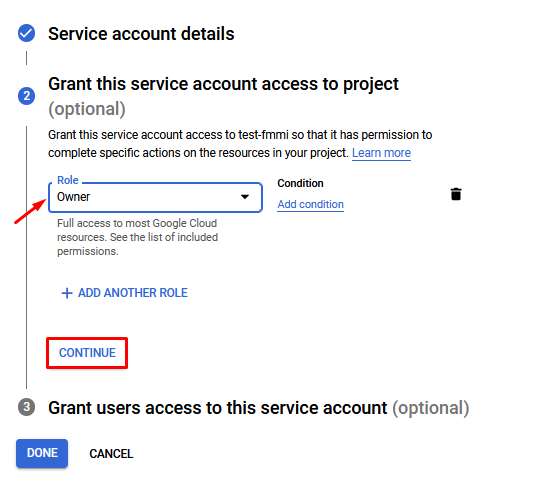 Service account details
2
Grant this service account access to project
(optional)
Grant this service account access to test-fmmi so that it has permission to
complete specific actions on the resources in your project. Learn more
Role
Owner
Condition
Add condition
Full access to most Google Cloud
resources. See the list of included
permissions.
+ ADD ANOTHER ROLE
CONTINUE
3
Grant users access to this service account (optional)
DONE
CANCEL